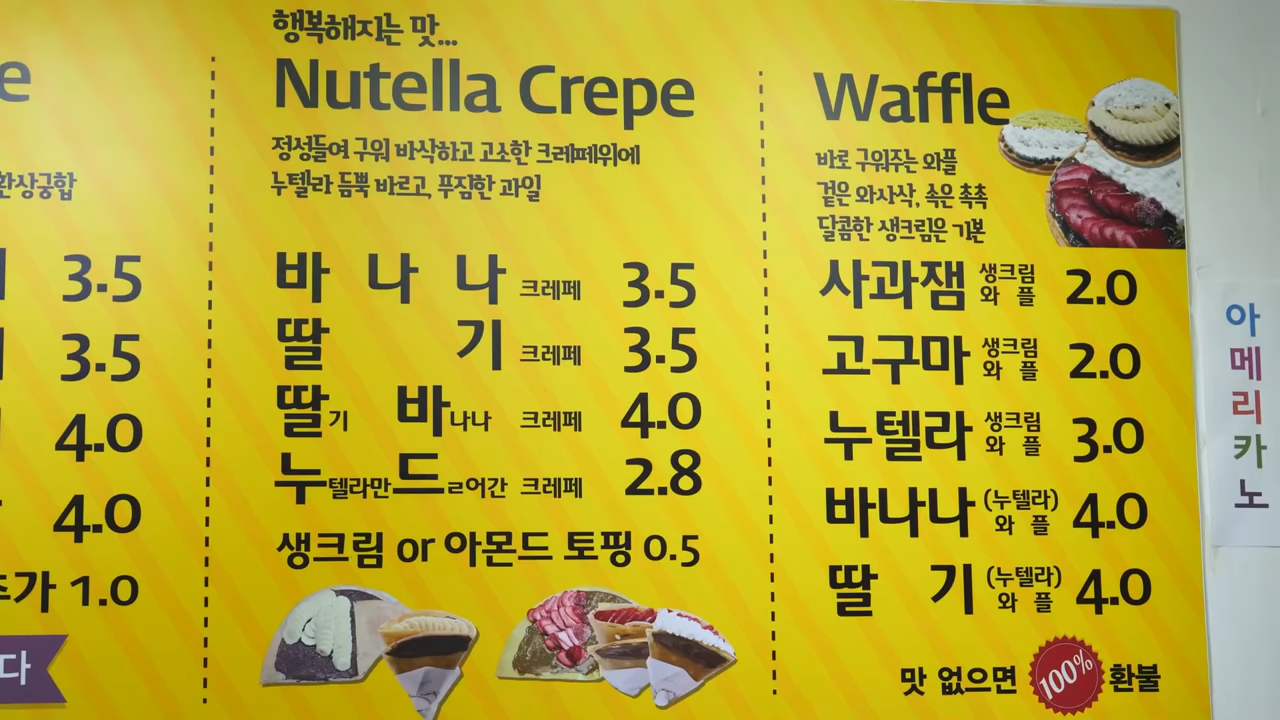 e
환상궁합
3.5
3.5
4.0
4.0
추가 1.0
다
행복해지는 맛...
Nutella Crepe
정성들여 구워 바삭하고 고소한 크레페위에
누텔라 듬뿍 바르고, 푸짐한 과일
바 나 나 크레페 3.5
딸 기 크레페 3.5
딸기 바나나 크레페 4.0
누텔라만드ㄹ어간 크레페 2.8
생크림 or 아몬드 토핑 0.5
Waffle
바로 구워주는 와플
겉은 와사삭, 속은 촉촉
달콤한 생크림은 기본
사과잼 생크림 와플 2.0
고구마 생크림 와플 2.0
누텔라 생크림 와플 3.0
바나나 (누텔라) 와플 4.0
딸 기 (누텔라) 와플 4.0
맛 없으면 100% 환불
아메리카노